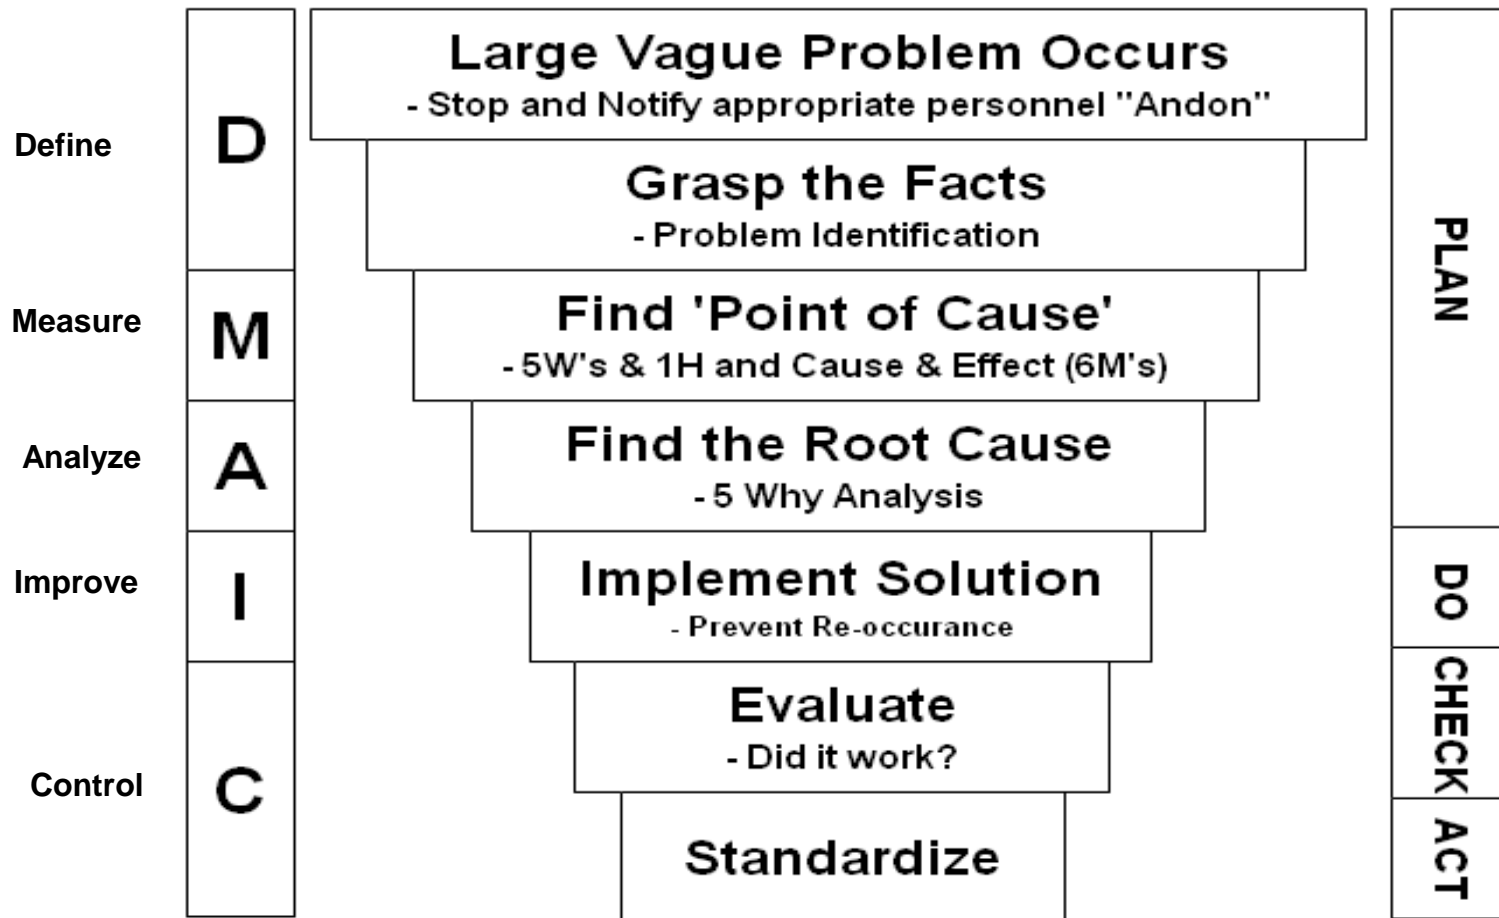 Define
D
Measure
M
Analyze
A
Improve
I
Control
C
Large Vague Problem Occurs
- Stop and Notify appropriate personnel "Andon"
Grasp the Facts
- Problem Identification
Find 'Point of Cause'
- 5W's & 1H and Cause & Effect (6M's)
Find the Root Cause
- 5 Why Analysis
Implement Solution
- Prevent Re-occurance
Evaluate
- Did it work?
Standardize
PLAN
DO
CHECK
ACT